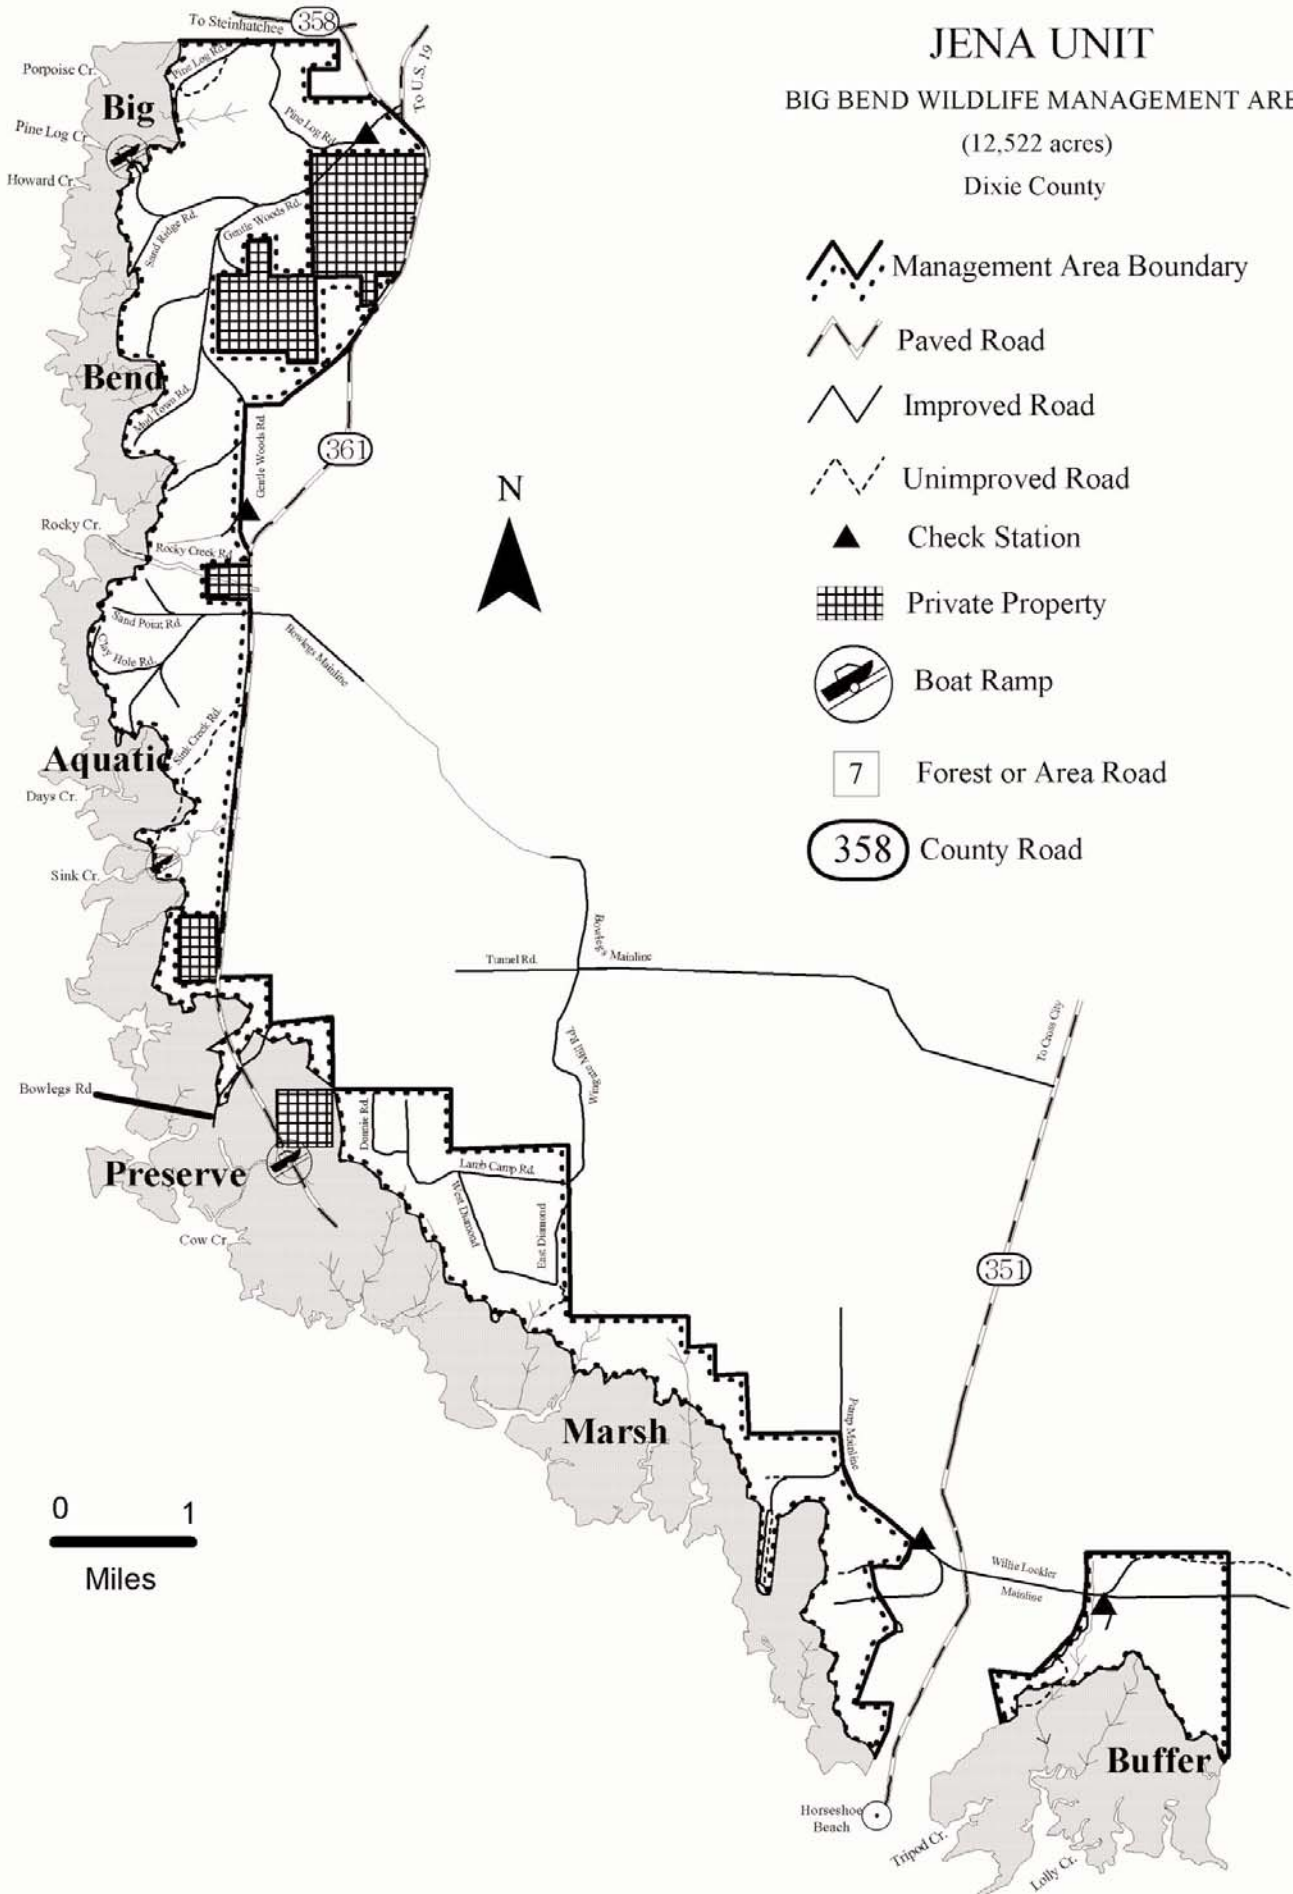 To Steinhatchee
358
JENA UNIT
BIG BEND WILDLIFE MANAGEMENT ARE
(12,522 acres)
Dixie County
Management Area Boundary
Paved Road
Improved Road
Unimproved Road
Check Station
Private Property
Boat Ramp
7
Forest or Area Road
358
County Road
To U.S. 19
Porpoise Cr.
Pine Log Rd.
Big
Pine Log Rd.
Pine Log Cr
Howard Cr.
Sand Ridge Rd.
Gentle Woods Rd.
Bend
Mud Town Rd.
Gentle Woods Rd.
361
N
Rocky Cr.
Rocky Creek Rd
Sand Point Rd.
Clay Hole Rd.
Bowlegs Mainline
Sink Creek Rd.
Aquatic
Days Cr.
Sink Cr.
Bowlegs Mainline
Tunnel Rd.
Wingate Mill Rd.
To Cross City
Bowlegs Rd.
Donnie Rd.
Preserve
Lamb Camp Rd.
West Diamond
East Diamond
Cow Cr.
351
Marsh
Pump Mainline
0 1
Miles
Willie Lockler
Mainline
Buffer
Horseshoe
Beach
Tripod Cr.
Lolly Cr.